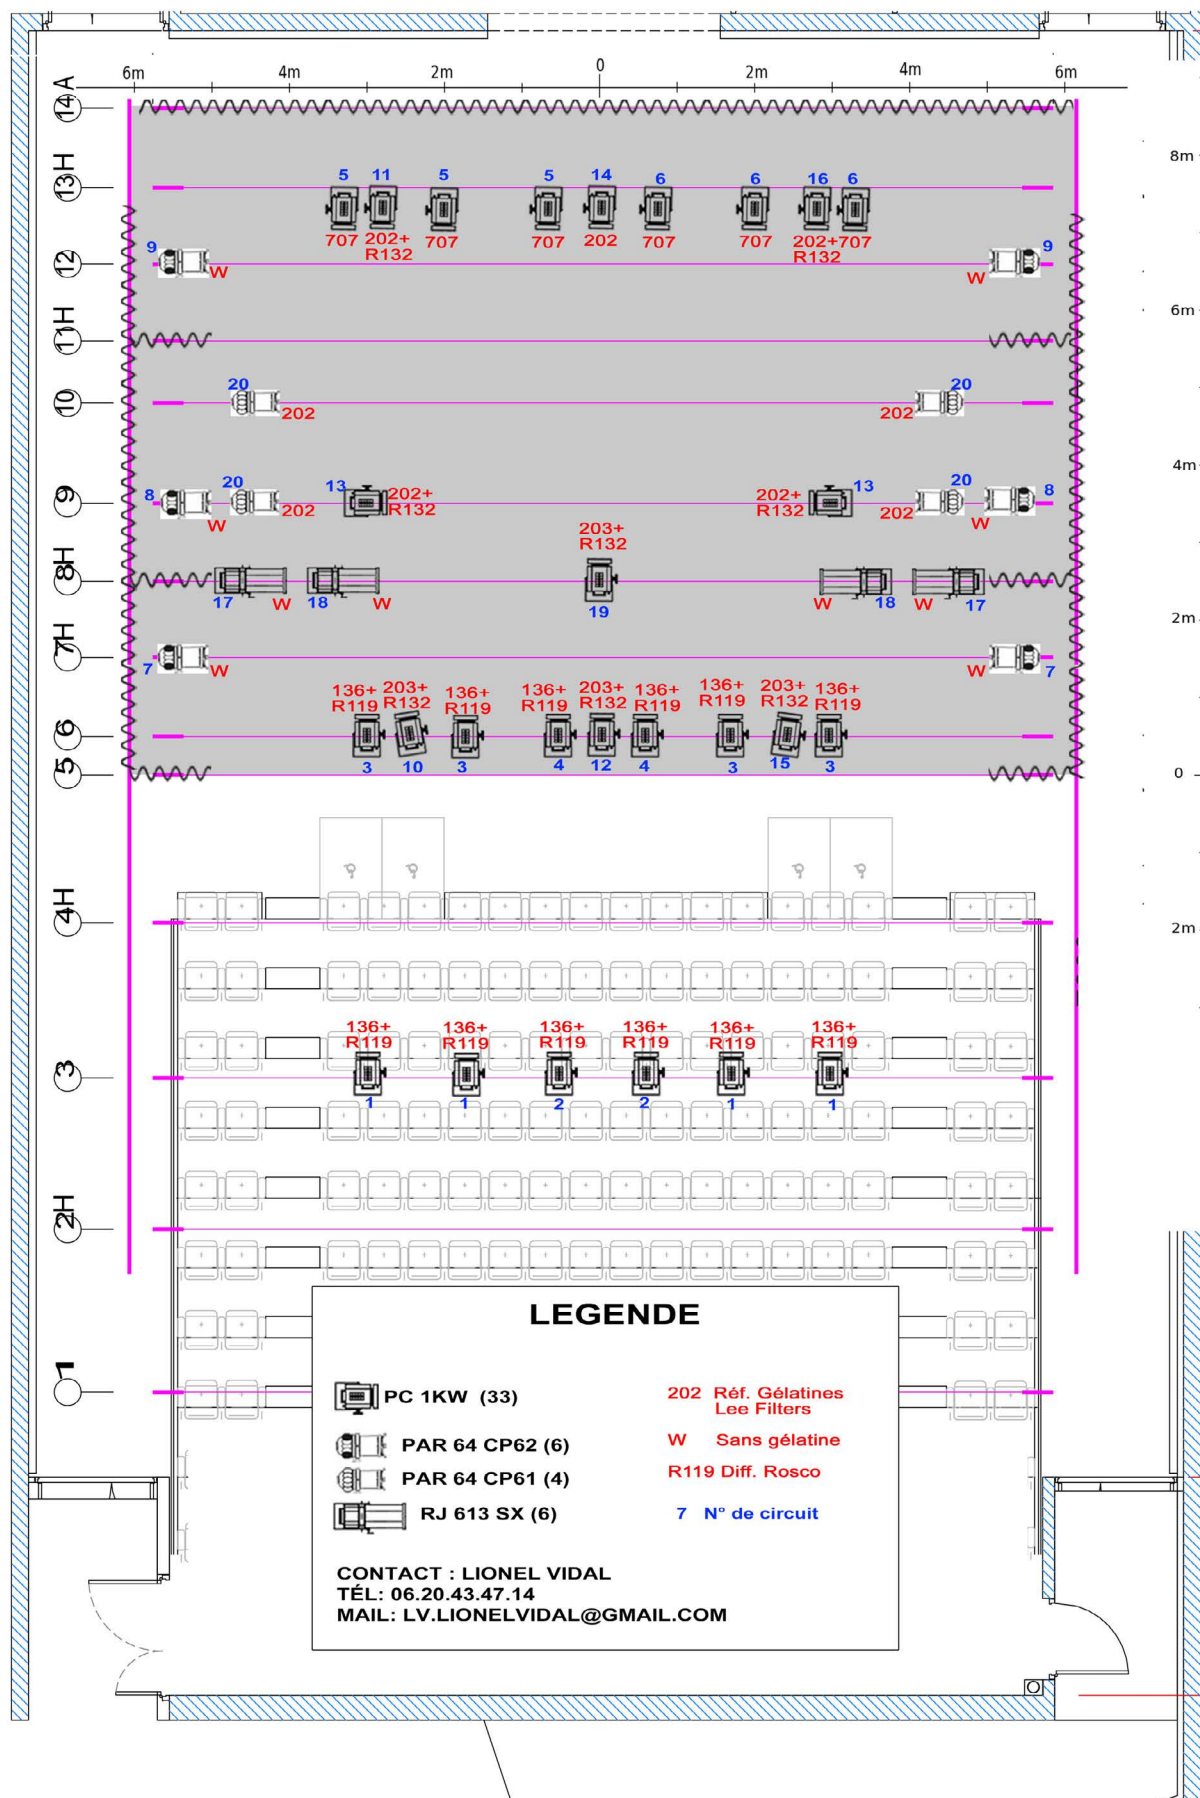 6m 4m 2m 0 2m 4m 6m
14 A
13 H
5 11 5 5 14 6 6 16 6
707 202+ 707 707 202 707 707 202+ 707
R132 R132
8m
12
9 9
W W
11H
6m
10
20 20
202 202
9
8 20 13 13 20 8
W 202 202+ 202+ 202 W
R132 R132
4m
203+
R132
8H
17 W 18 W 19 W 18 W 17
7H
2m
7 W W 7
136+ 203+ 136+ 136+ 203+ 136+ 136+ 203+ 136+
R119 R132 R119 R119 R132 R119 R119 R132 R119
6
3 10 3 4 12 4 3 15 3
5
0
4H
2m
136+ 136+ 136+ 136+ 136+ 136+
R119 R119 R119 R119 R119 R119
3
1 1 2 2 1 1
2H
1
LEGENDE
PC 1KW (33)
PAR 64 CP62 (6)
PAR 64 CP61 (4)
RJ 613 SX (6)
202 Réf. Gélatines
Lee Filters
W Sans gélatine
R119 Diff. Rosco
7 N° de circuit
CONTACT : LIONEL VIDAL
TÉL: 06.20.43.47.14
MAIL: LV.LIONELVIDAL@GMAIL.COM